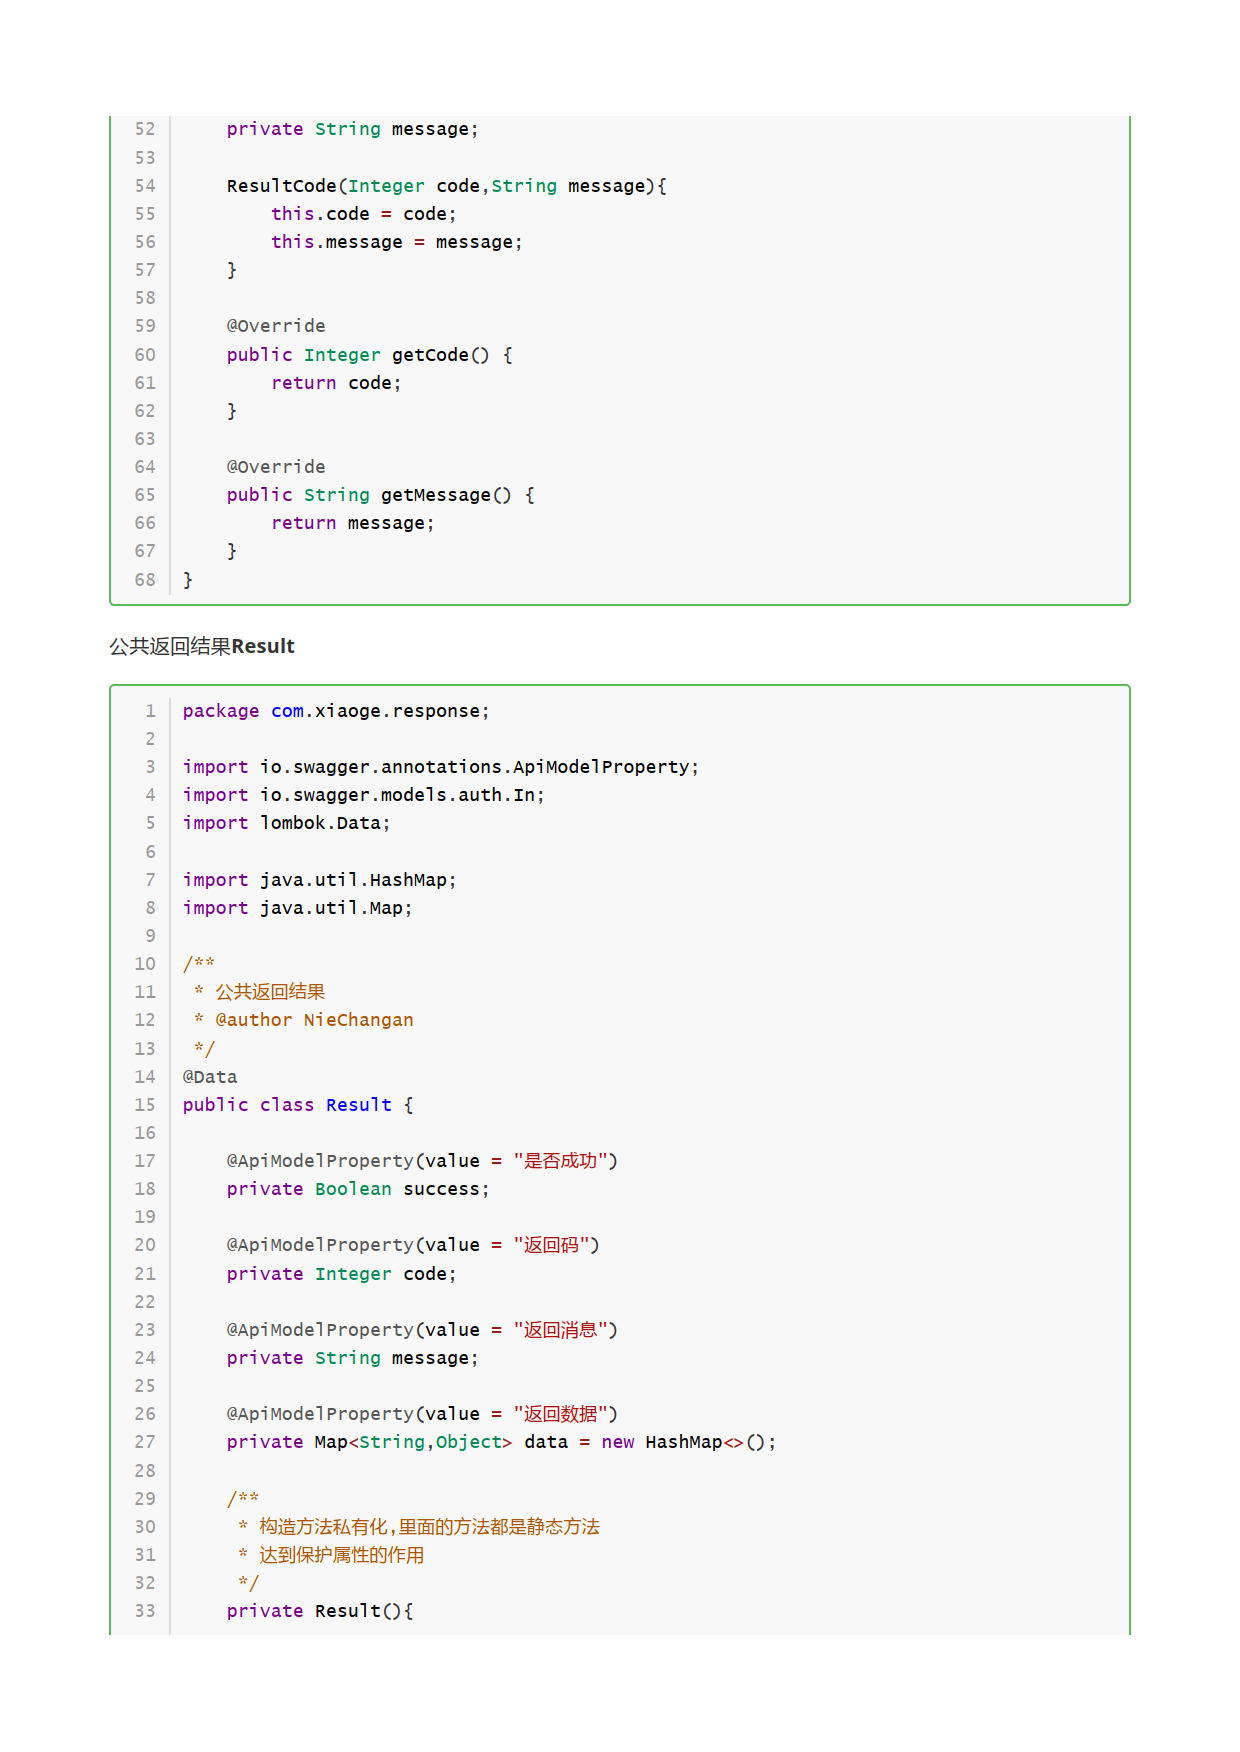 52     private String message;
53
54     ResultCode(Integer code,String message){
55         this.code = code;
56         this.message = message;
57     }
58
59     @Override
60     public Integer getCode() {
61         return code;
62     }
63
64     @Override
65     public String getMessage() {
66         return message;
67     }
68 }
公共返回结果Result
1 package com.xiaoge.response;
2
3 import io.swagger.annotations.ApiModelProperty;
4 import io.swagger.models.auth.In;
5 import lombok.Data;
6
7 import java.util.HashMap;
8 import java.util.Map;
9
10 /**
11  * 公共返回结果
12  * @author NieChangan
13  */
14 @Data
15 public class Result {
16
17     @ApiModelProperty(value = "是否成功")
18     private Boolean success;
19
20     @ApiModelProperty(value = "返回码")
21     private Integer code;
22
23     @ApiModelProperty(value = "返回消息")
24     private String message;
25
26     @ApiModelProperty(value = "返回数据")
27     private Map<String,Object> data = new HashMap<>();
28
29     /**
30      * 构造方法私有化,里面的方法都是静态方法
31      * 达到保护属性的作用
32      */
33     private Result(){